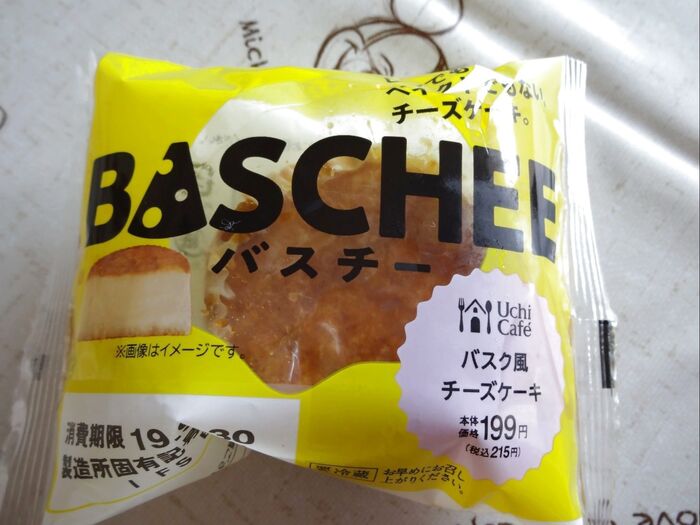 Mick
チーズケーキ。
BASCHEE
バスチー
※画像はイメージです。
Uchi
Café
バスク風
チーズケーキ
本体
価格 199円
(税込215円)
消費期限 19 30
製造所固有記
要冷蔵 お早めにお召し
上がりください。